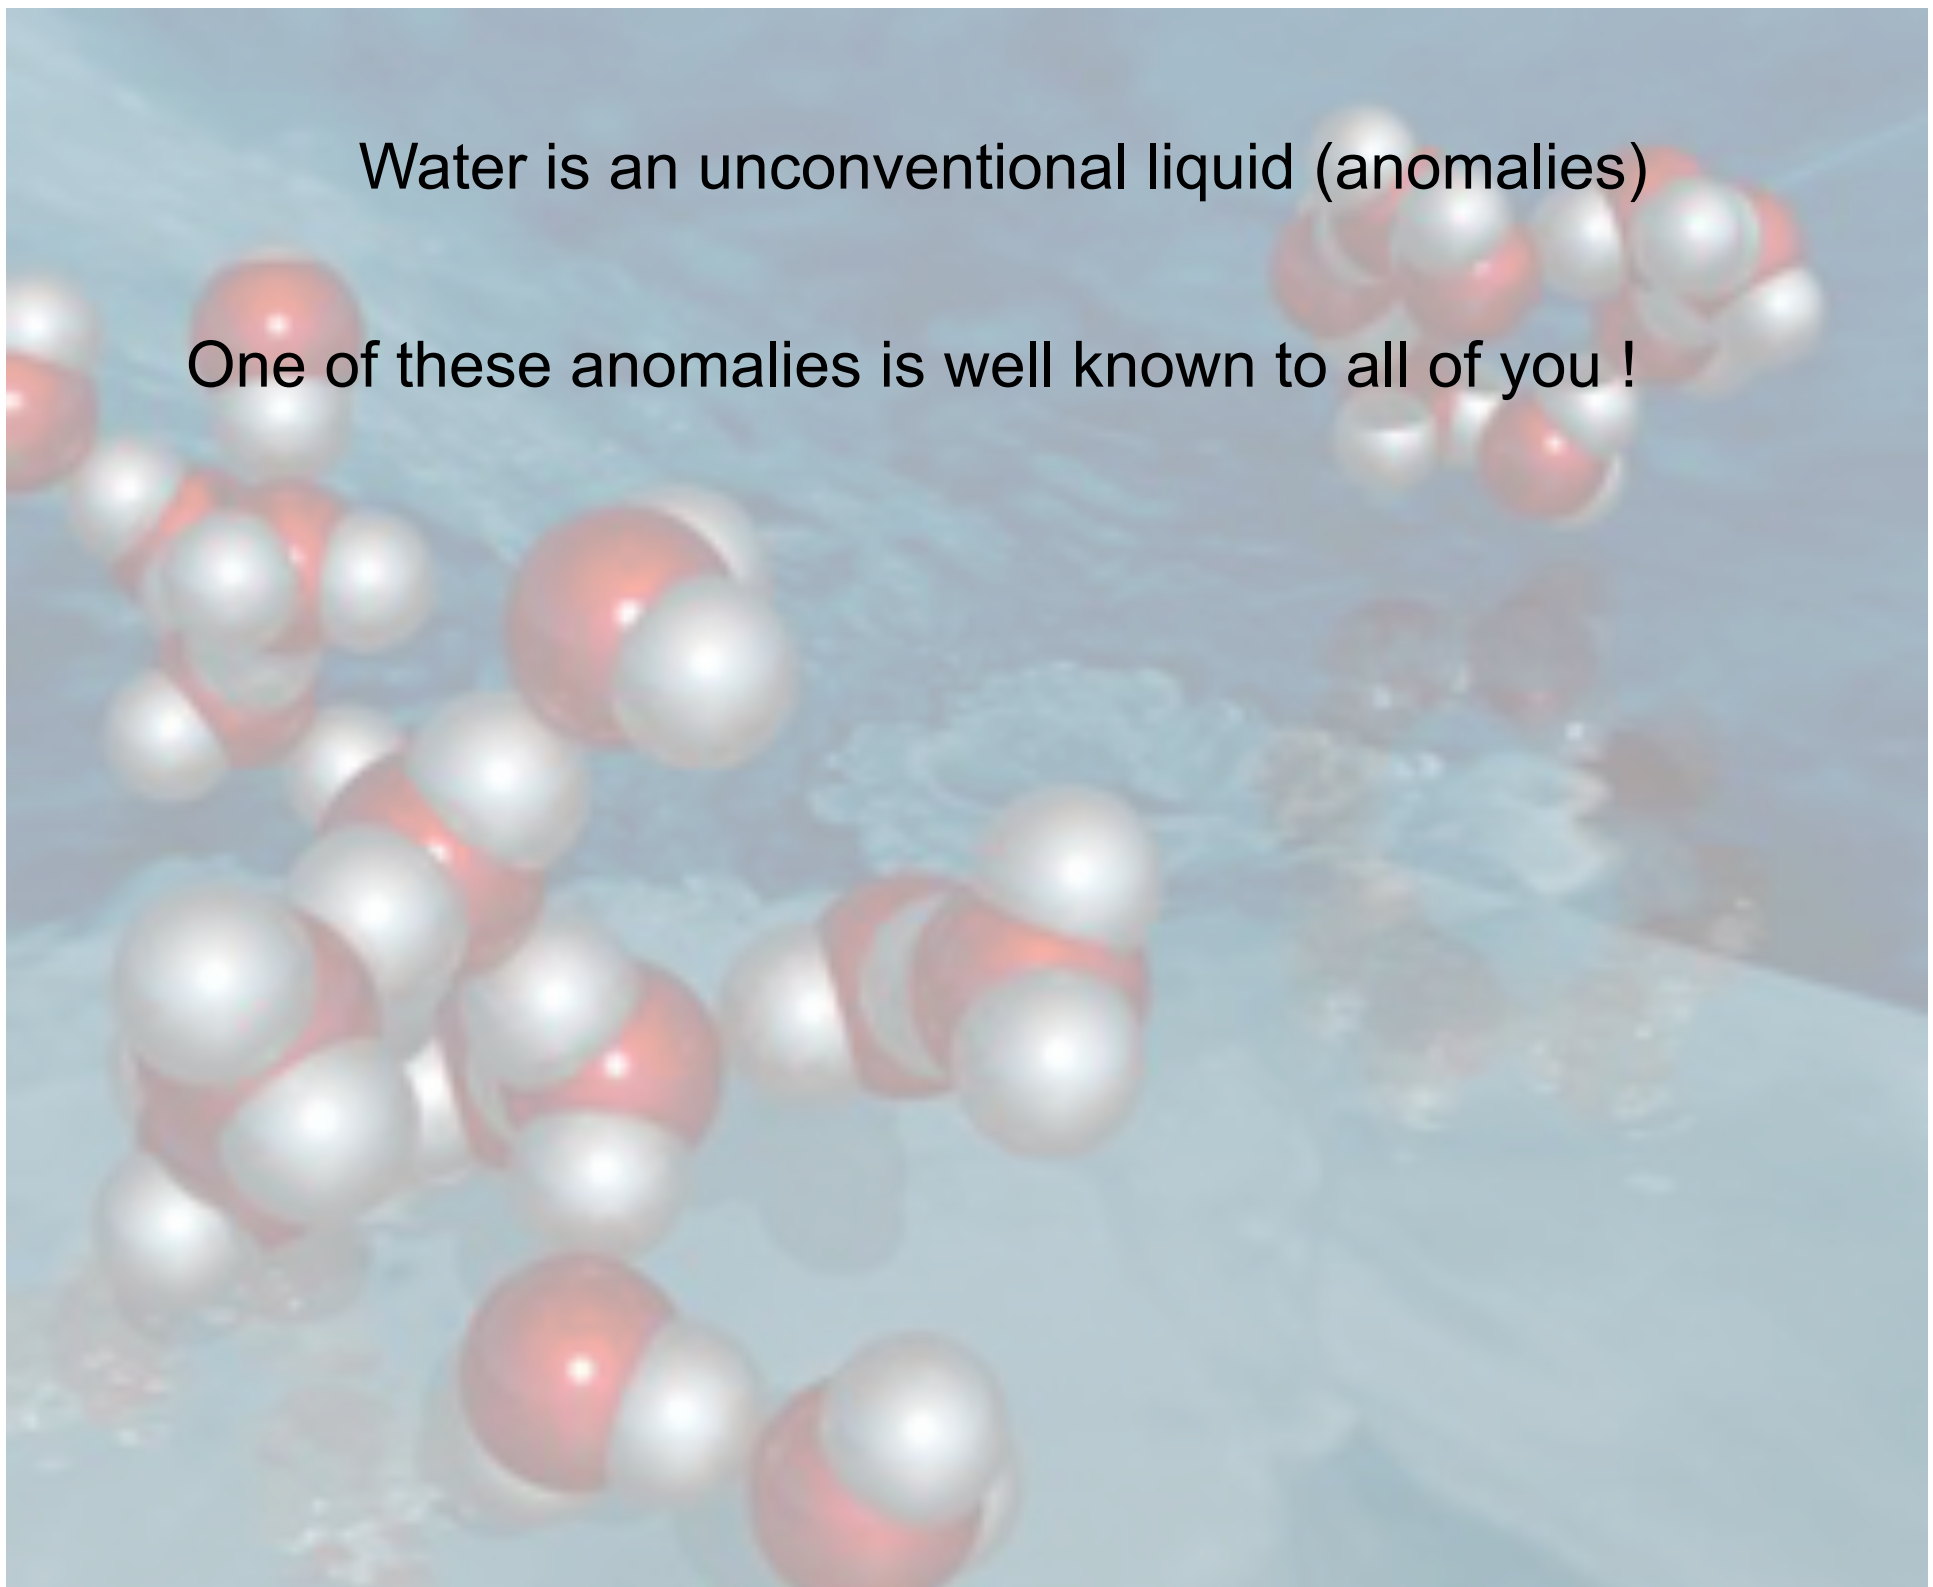 Water is an unconventional liquid (anomalies)
One of these anomalies is well known to all of you !